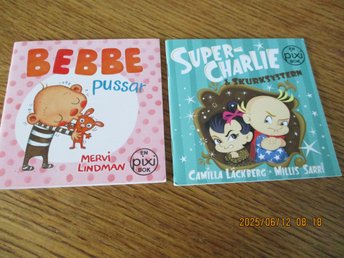 BEBBE
pussar
MERVI
LINDMAN
EN
pixi
BOK
SUPER-
CHARLIE
& SKURKSYSTERN
EN
pixi
BOK
CAMILLA LÄCKBERG • MILLIS SARRI
2025/06/12 08 18